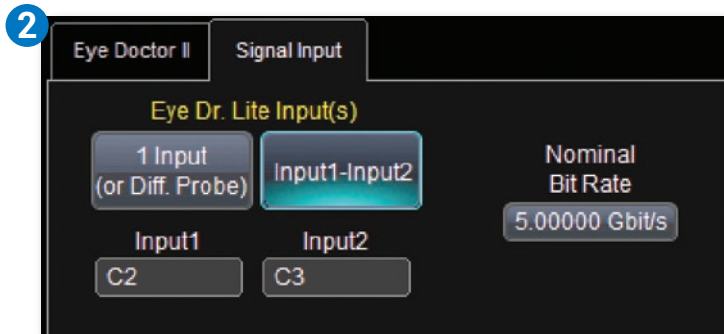 2
Eye Doctor II
Signal Input
Eye Dr. Lite Input(s)
1 Input
(or Diff. Probe)
Input1-Input2
Nominal
Bit Rate
5.00000 Gbit/s
Input1
Input2
C2
C3